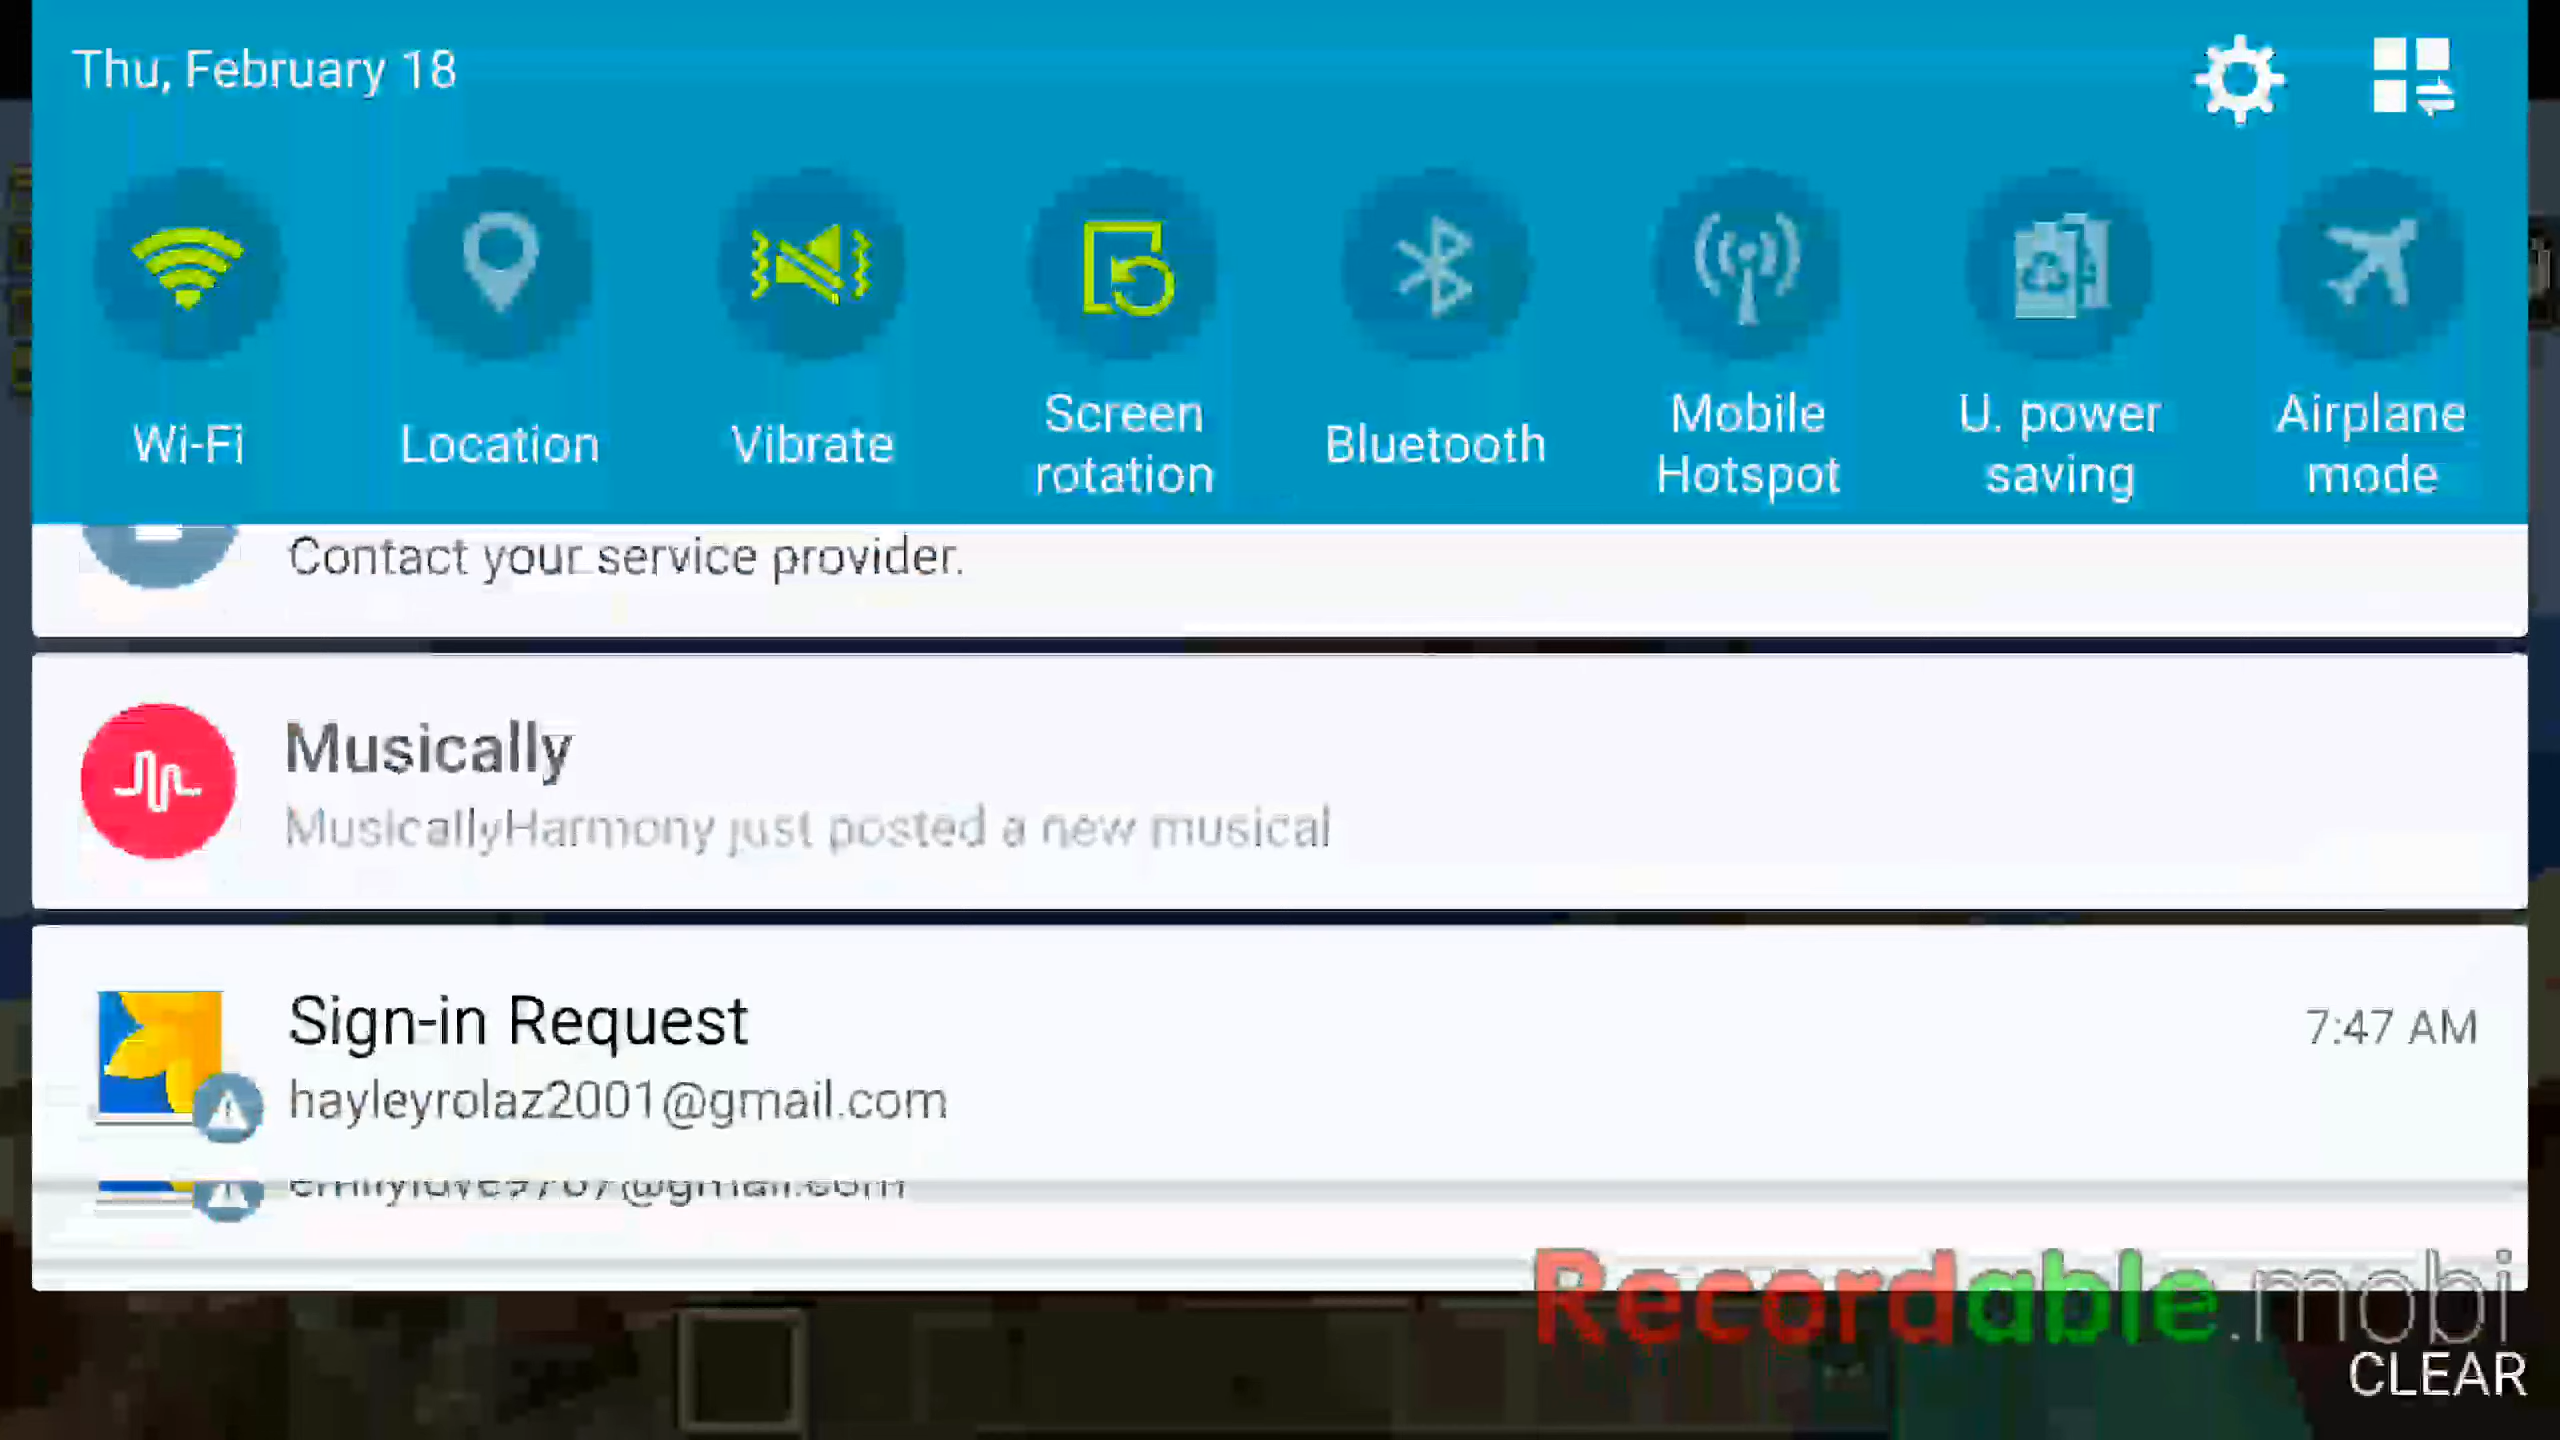 Thu, February 18
Wi-Fi
Location
Vibrate
Screen
rotation
Bluetooth
Mobile
Hotspot
U. power
saving
Airplane
mode
Contact your service provider.
Musically
MusicallyHarmony just posted a new musical
Sign-in Request
7:47 AM
hayleyrolaz2001@gmail.com
Recordable.mobi
CLEAR